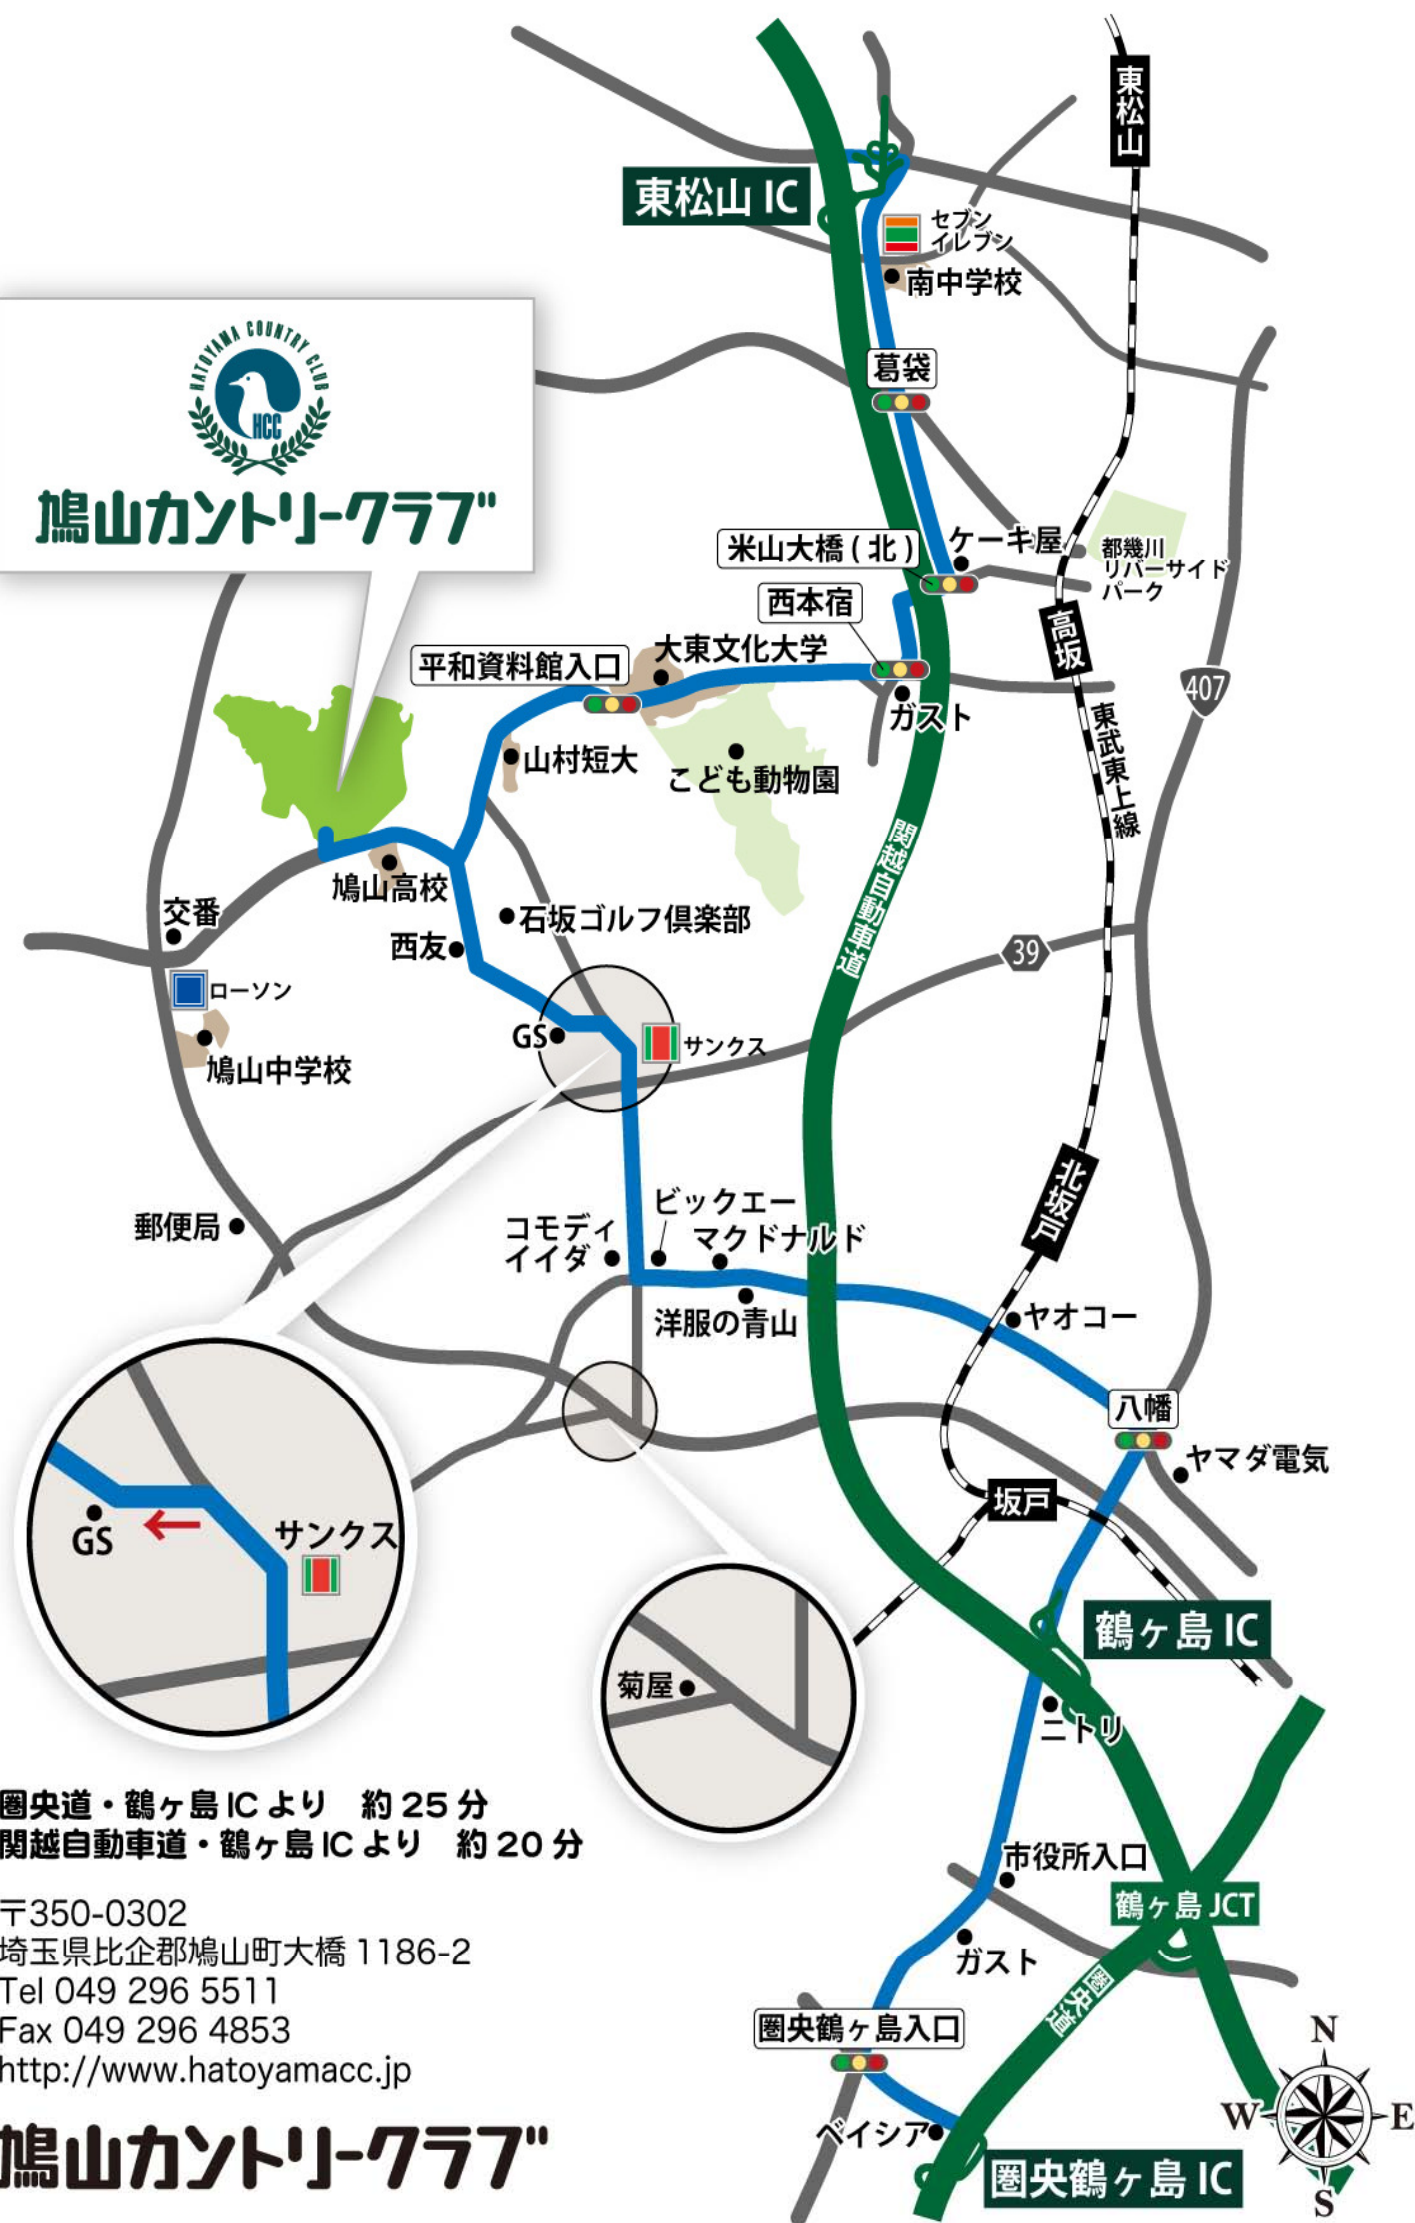 東松山
東松山 IC
セブン
イレブン
南中学校
HATOYAMA COUNTRY CLUB
HCC
鳩山カントリークラブ
葛袋
米山大橋 ( 北 )
ケーキ屋
都幾川
リバーサイド
パーク
西本宿
高坂
平和資料館入口
大東文化大学
407
ガスト
東武東上線
山村短大
こども動物園
関越自動車道
鳩山高校
交番
石坂ゴルフ倶楽部
西友
39
ローソン
GS
サンクス
鳩山中学校
北坂戸
郵便局
コモディ
イイダ
ビックエー
マクドナルド
洋服の青山
ヤオコー
八幡
ヤマダ電気
坂戸
GS
サンクス
鶴ヶ島 IC
菊屋
ニトリ
圏央道・鶴ヶ島 IC より 約 25 分
関越自動車道・鶴ヶ島 IC より 約 20 分
市役所入口
鶴ヶ島 JCT
〒350-0302
埼玉県比企郡鳩山町大橋 1186-2
Tel 049 296 5511
Fax 049 296 4853
http://www.hatoyamacc.jp
ガスト
圏央道
圏央鶴ヶ島入口
N
W
E
S
ベイシア
圏央鶴ヶ島 IC
鳩山カントリークラブ